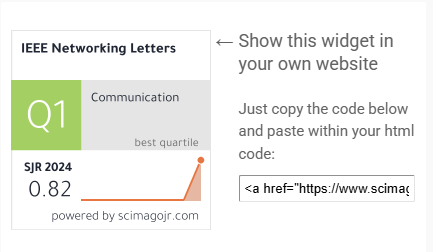 IEEE Networking Letters
Q1
Communication
best quartile
SJR 2024
0.82
powered by scimagojr.com
← Show this widget in
your own website
Just copy the code below
and paste within your html
code:
<a href="https://www.scimag